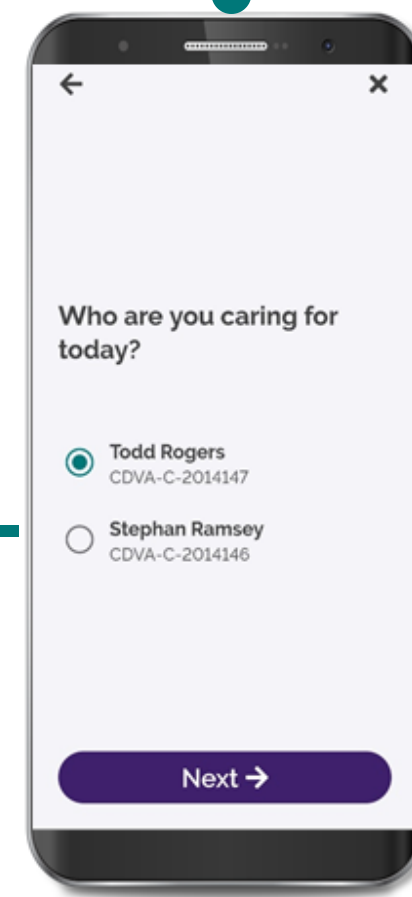 Who are you caring for
today?
Todd Rogers
CDVA-C-2014147
Stephan Ramsey
CDVA-C-2014146
Next →